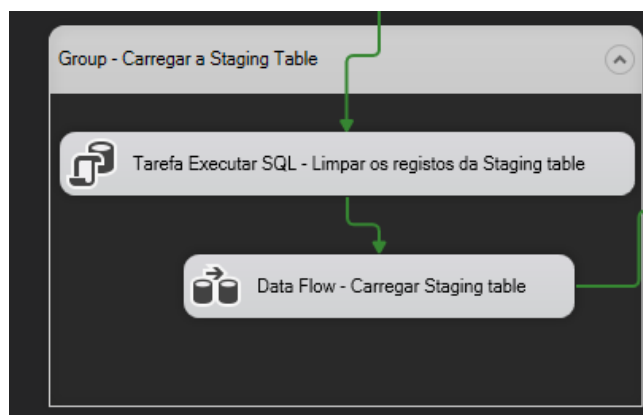 Group - Carregar a Staging Table
Tarefa Executar SQL - Limpar os registos da Staging table
Data Flow - Carregar Staging table